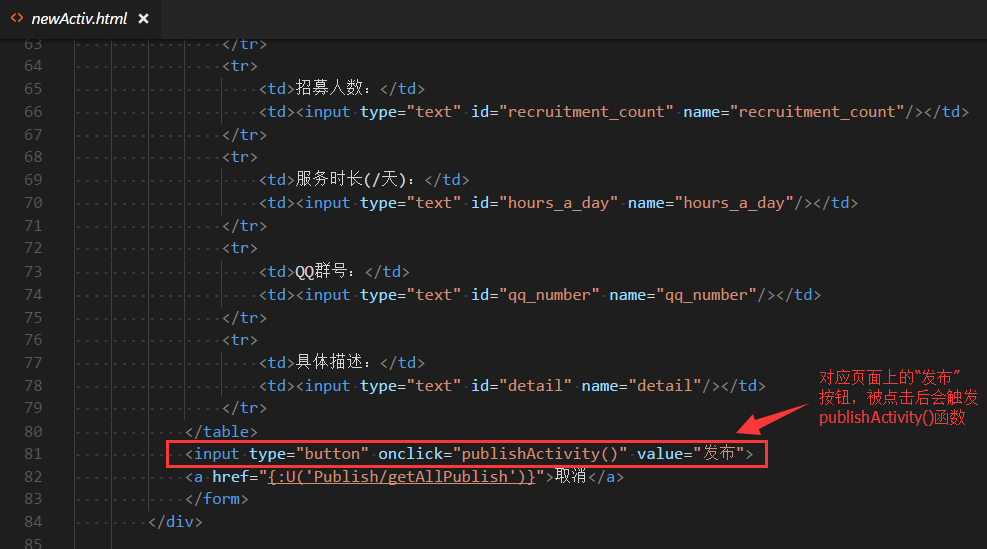 <> newActiv.html ×
63 </tr>
64 <tr>
65 <td>招募人数：</td>
66 <td><input type="text" id="recruitment_count" name="recruitment_count"/></td>
67 </tr>
68 <tr>
69 <td>服务时长(/天)：</td>
70 <td><input type="text" id="hours_a_day" name="hours_a_day"/></td>
71 </tr>
72 <tr>
73 <td>QQ群号：</td>
74 <td><input type="text" id="qq_number" name="qq_number"/></td>
75 </tr>
76 <tr>
77 <td>具体描述：</td>
78 <td><input type="text" id="detail" name="detail"/></td>
对应页面上的“发布”
按钮，被点击后会触发
publishActivity()函数
79 </tr>
80 </table>
81 <input type="button" onclick="publishActivity()" value="发布">
82 <a href="{:U('Publish/getAllPublish')}">取消</a>
83 </form>
84 </div>
85